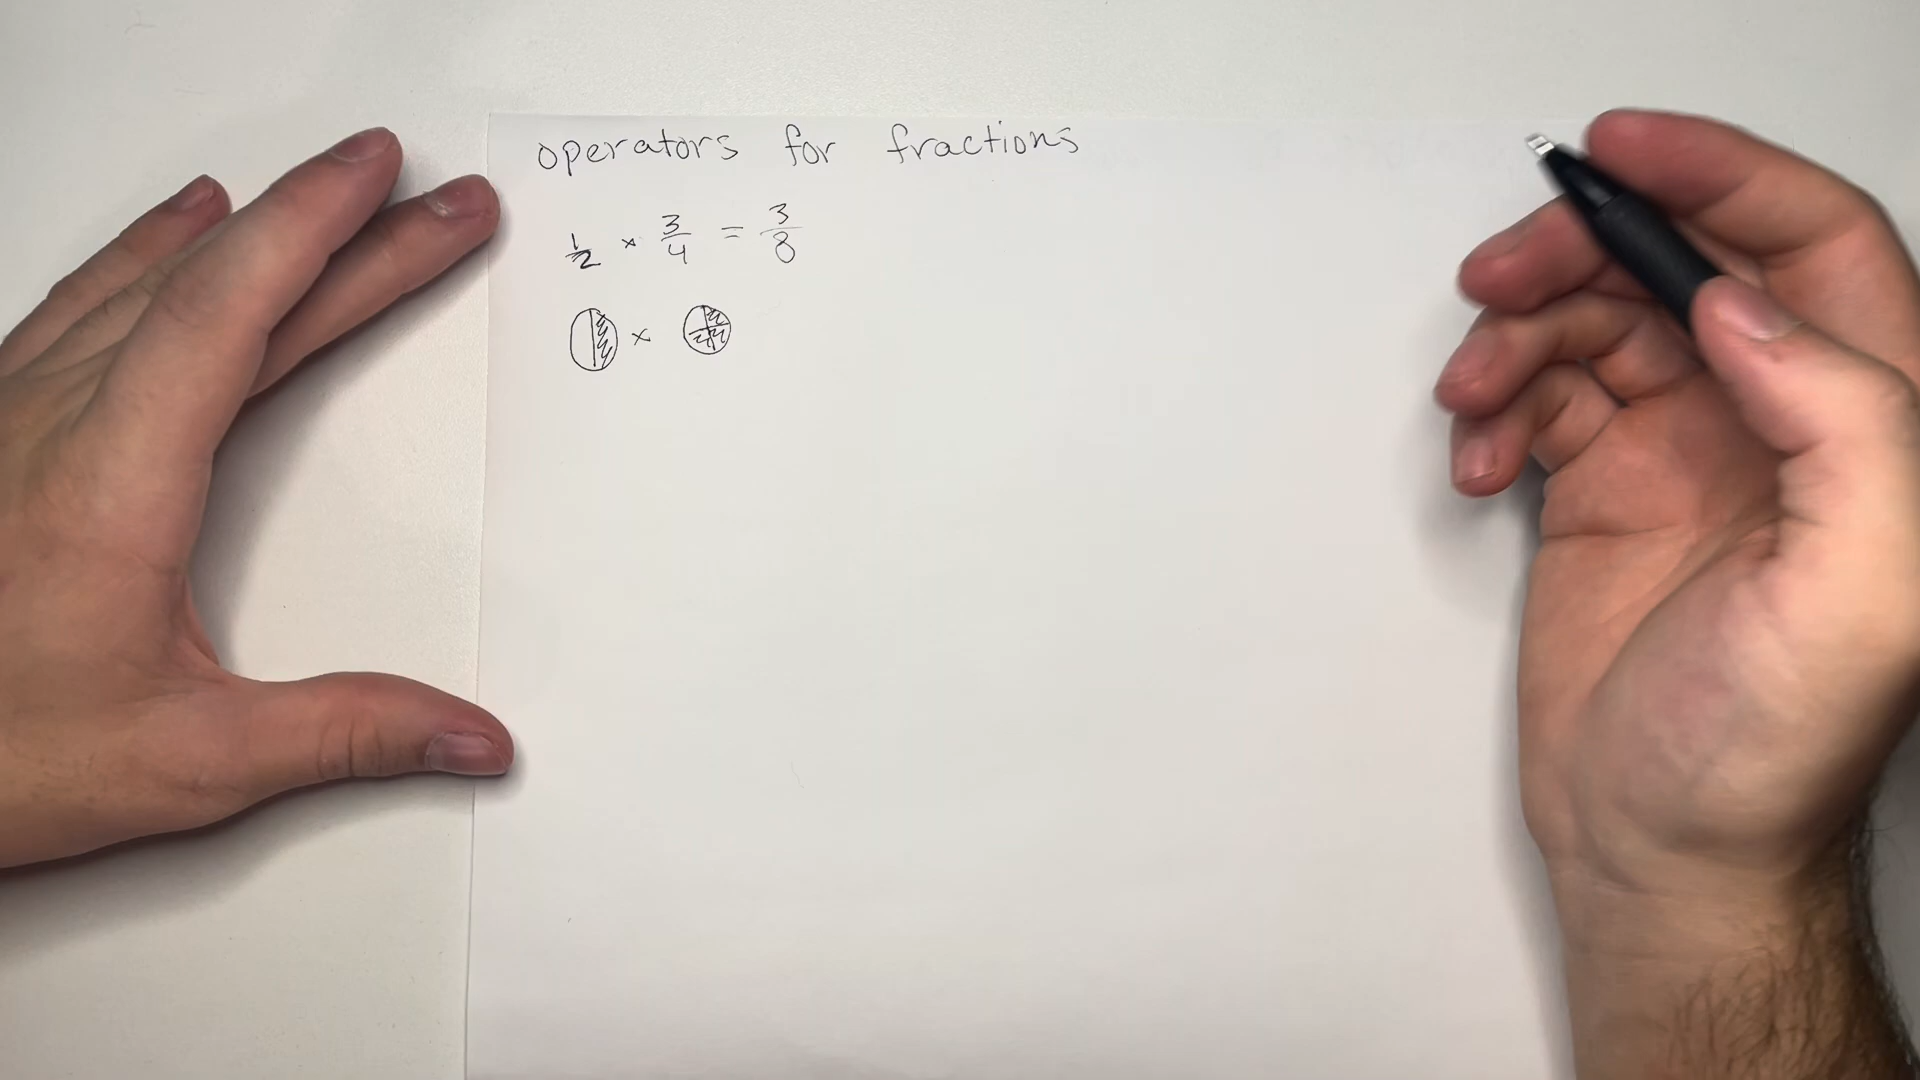 operators for fractions
1/2 × 3/4 = 3/8
×